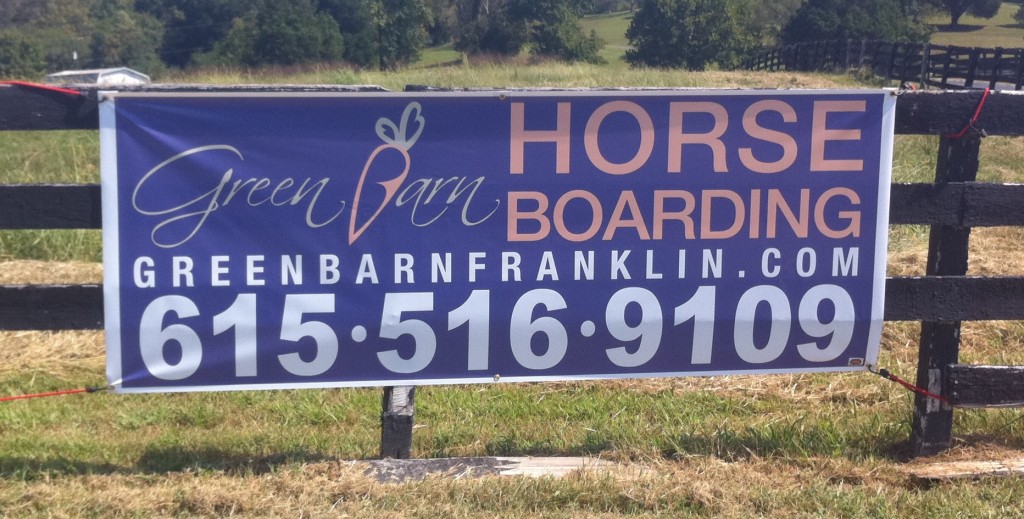 Green Barn
HORSE
BOARDING
GREENBARNFRANKLIN.COM
615·516·9109